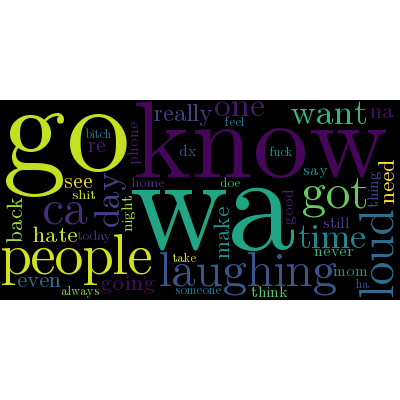 go
know
wa
people
laughing
loud
got
time
want
one
really
day
ca
hate
need
make
going
even
back
see
re
na
night
phone
bitch
feel
dx
fuck
say
shit
home
doe
good
thing
today
still
never
take
mom
ha
always
someone
think